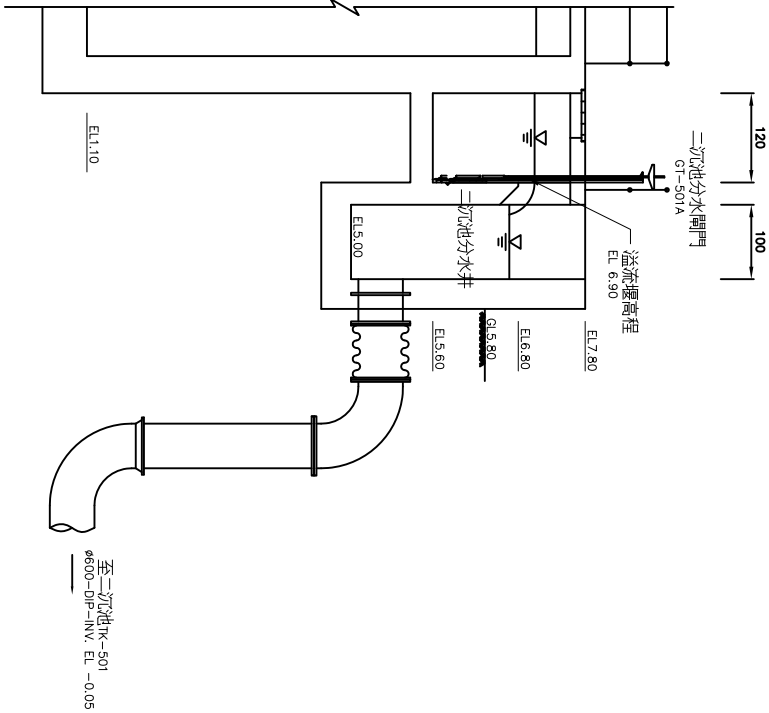 120
100
二沉池分水閘門
GT-501A
溢流堰高程
EL 6.90
EL7.80
EL6.80
GL5.80
EL5.60
二沉池分水井
EL5.00
EL1.10
至二沉池TK-501
ø600-DIP-INV. EL -0.05